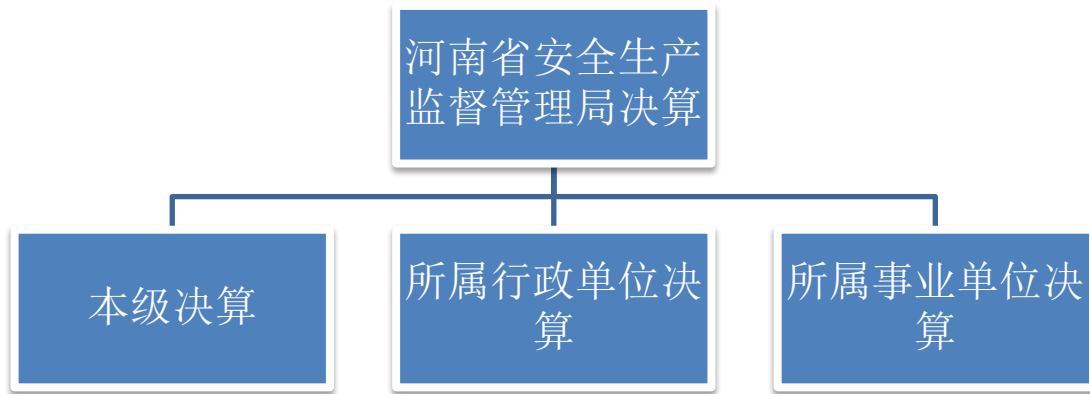 河南省安全生产
监督管理局决算
本级决算
所属行政单位决
算
所属事业单位决
算